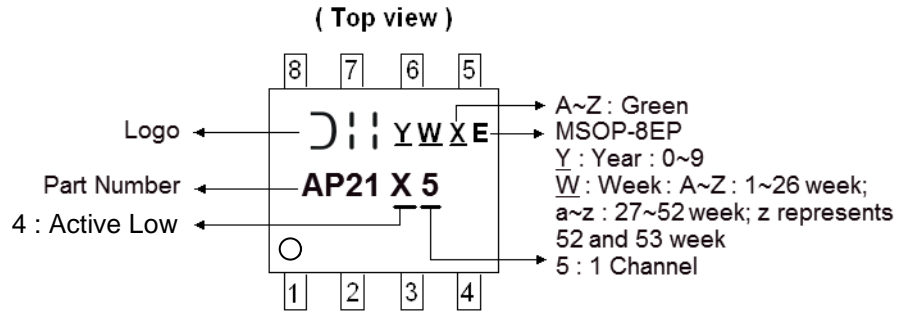 ( Top view )
8 7 6 5
Logo
Y W X E
A~Z : Green
MSOP-8EP
Y : Year : 0~9
W : Week : A~Z : 1~26 week;
a~z : 27~52 week; z represents
52 and 53 week
5 : 1 Channel
Part Number
AP21 X 5
4 : Active Low
1 2 3 4